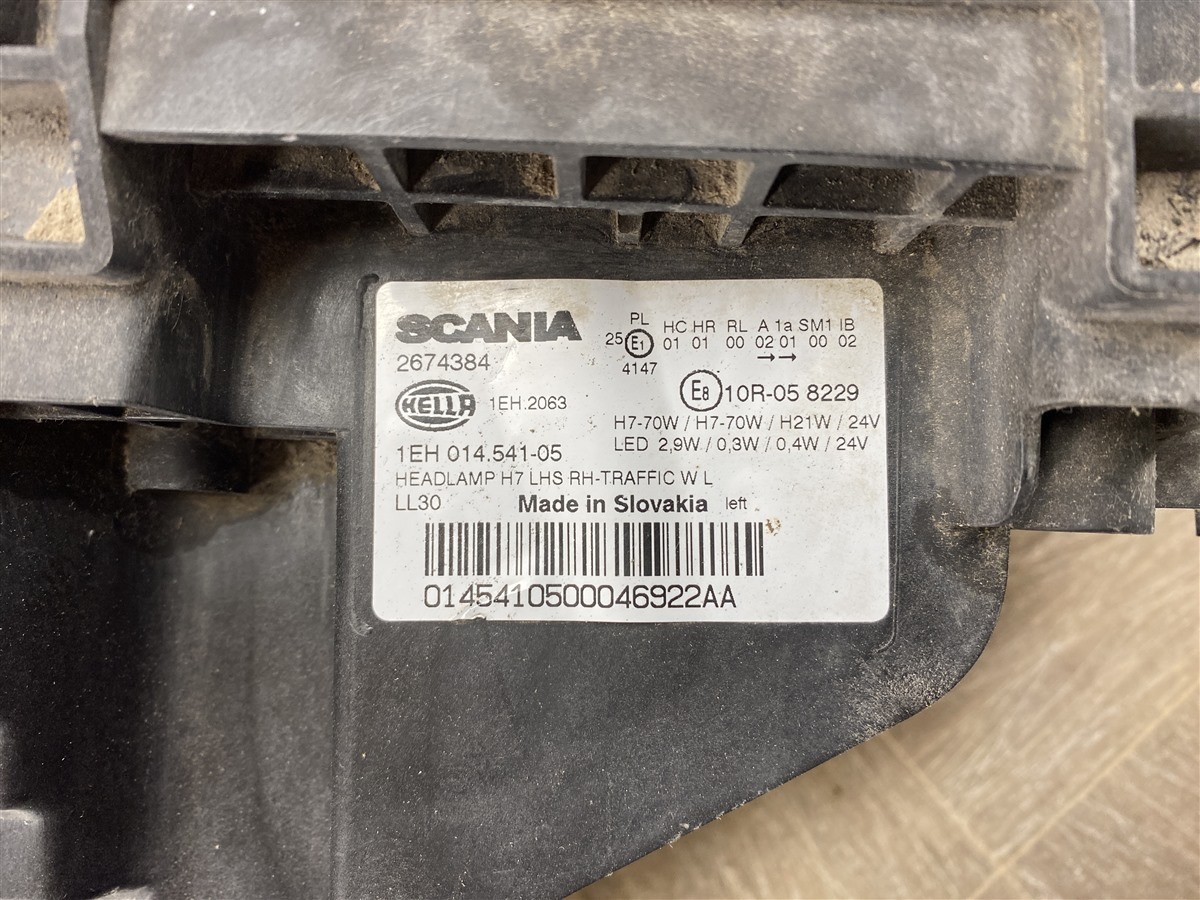 SCANIA
2674384
PL
25 E1
4147
HC HR RL A 1a SM1 IB
01 01 00 02 01 00 02
→→
HELLA 1EH.2063
E8 10R-05 8229
H7-70W / H7-70W / H21W / 24V
LED 2,9W / 0,3W / 0,4W / 24V
1EH 014.541-05
HEADLAMP H7 LHS RH-TRAFFIC W L
LL30 Made in Slovakia left
0145410500046922AA